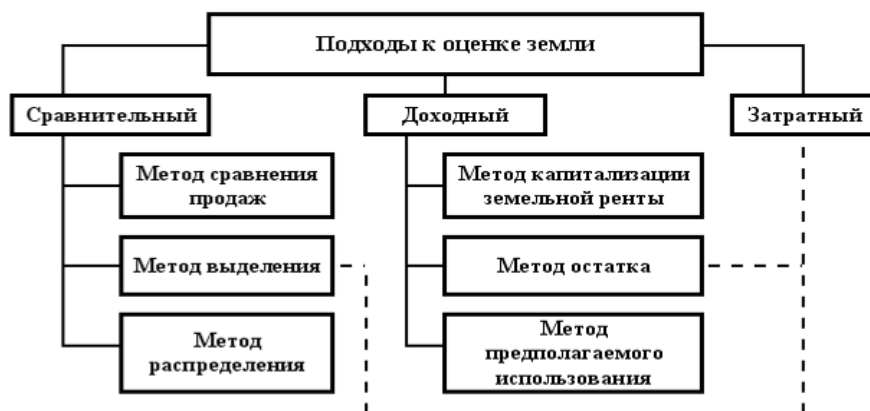 Подходы к оценке земли
Сравнительный
Доходный
Затратный
Метод сравнения
продаж
Метод капитализации
земельной ренты
Метод выделения
Метод остатка
Метод
распределения
Метод
предполагаемого
использования